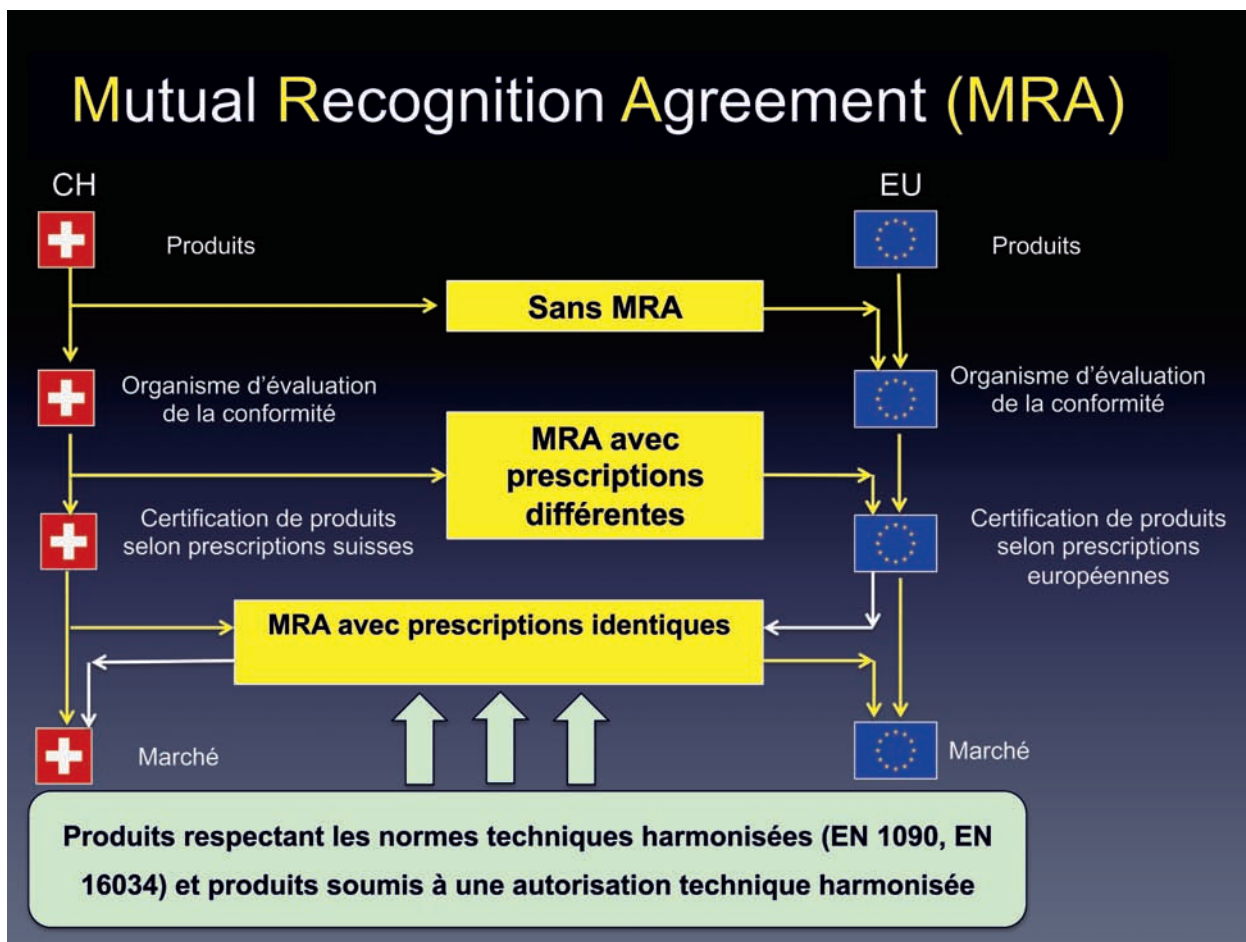 Mutual Recognition Agreement (MRA)
CH
EU
Produits
Produits
Sans MRA
Organisme d'évaluation
de la conformité
Organisme d'évaluation
de la conformité
MRA avec
prescriptions
différentes
Certification de produits
selon prescriptions suisses
Certification de produits
selon prescriptions
européennes
MRA avec prescriptions identiques
Marché
Marché
Produits respectant les normes techniques harmonisées (EN 1090, EN
16034) et produits soumis à une autorisation technique harmonisée